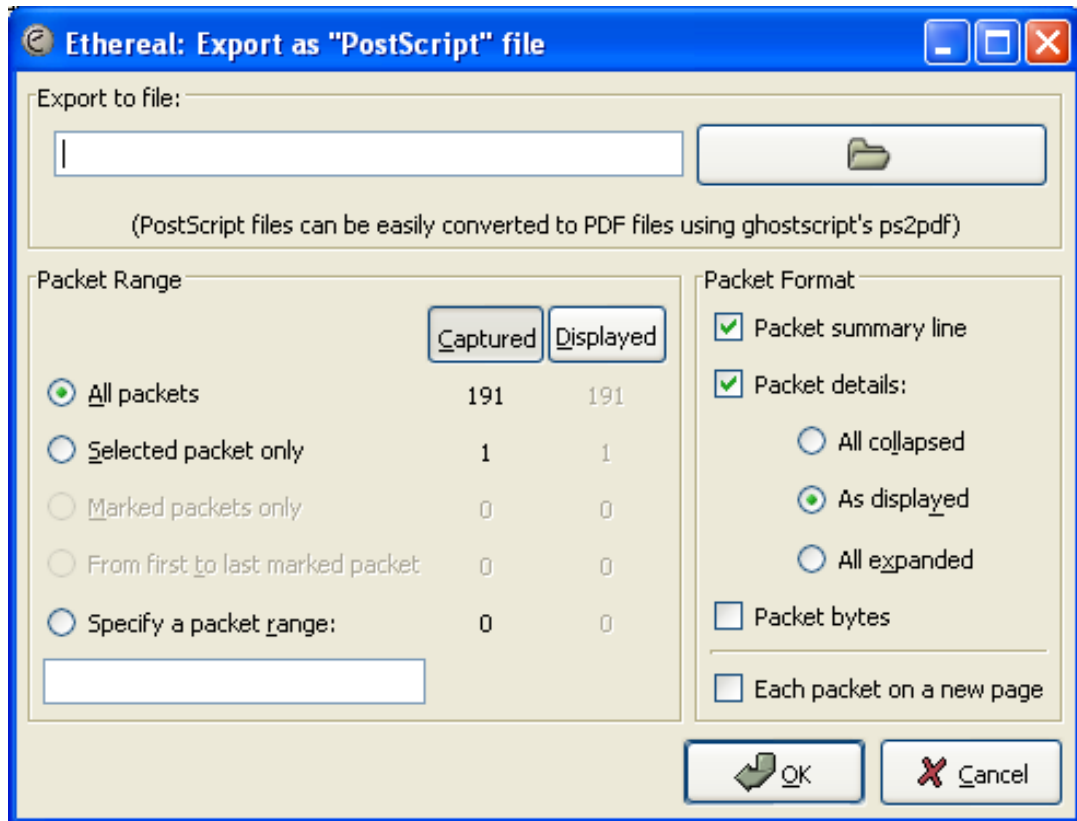 Ethereal: Export as "PostScript" file
Export to file:
(PostScript files can be easily converted to PDF files using ghostscript's ps2pdf)
Packet Range
Captured Displayed
All packets 191 191
Selected packet only 1 1
Marked packets only 0 0
From first to last marked packet 0 0
Specify a packet range: 0 0
Packet Format
Packet summary line
Packet details:
All collapsed
As displayed
All expanded
Packet bytes
Each packet on a new page
OK Cancel